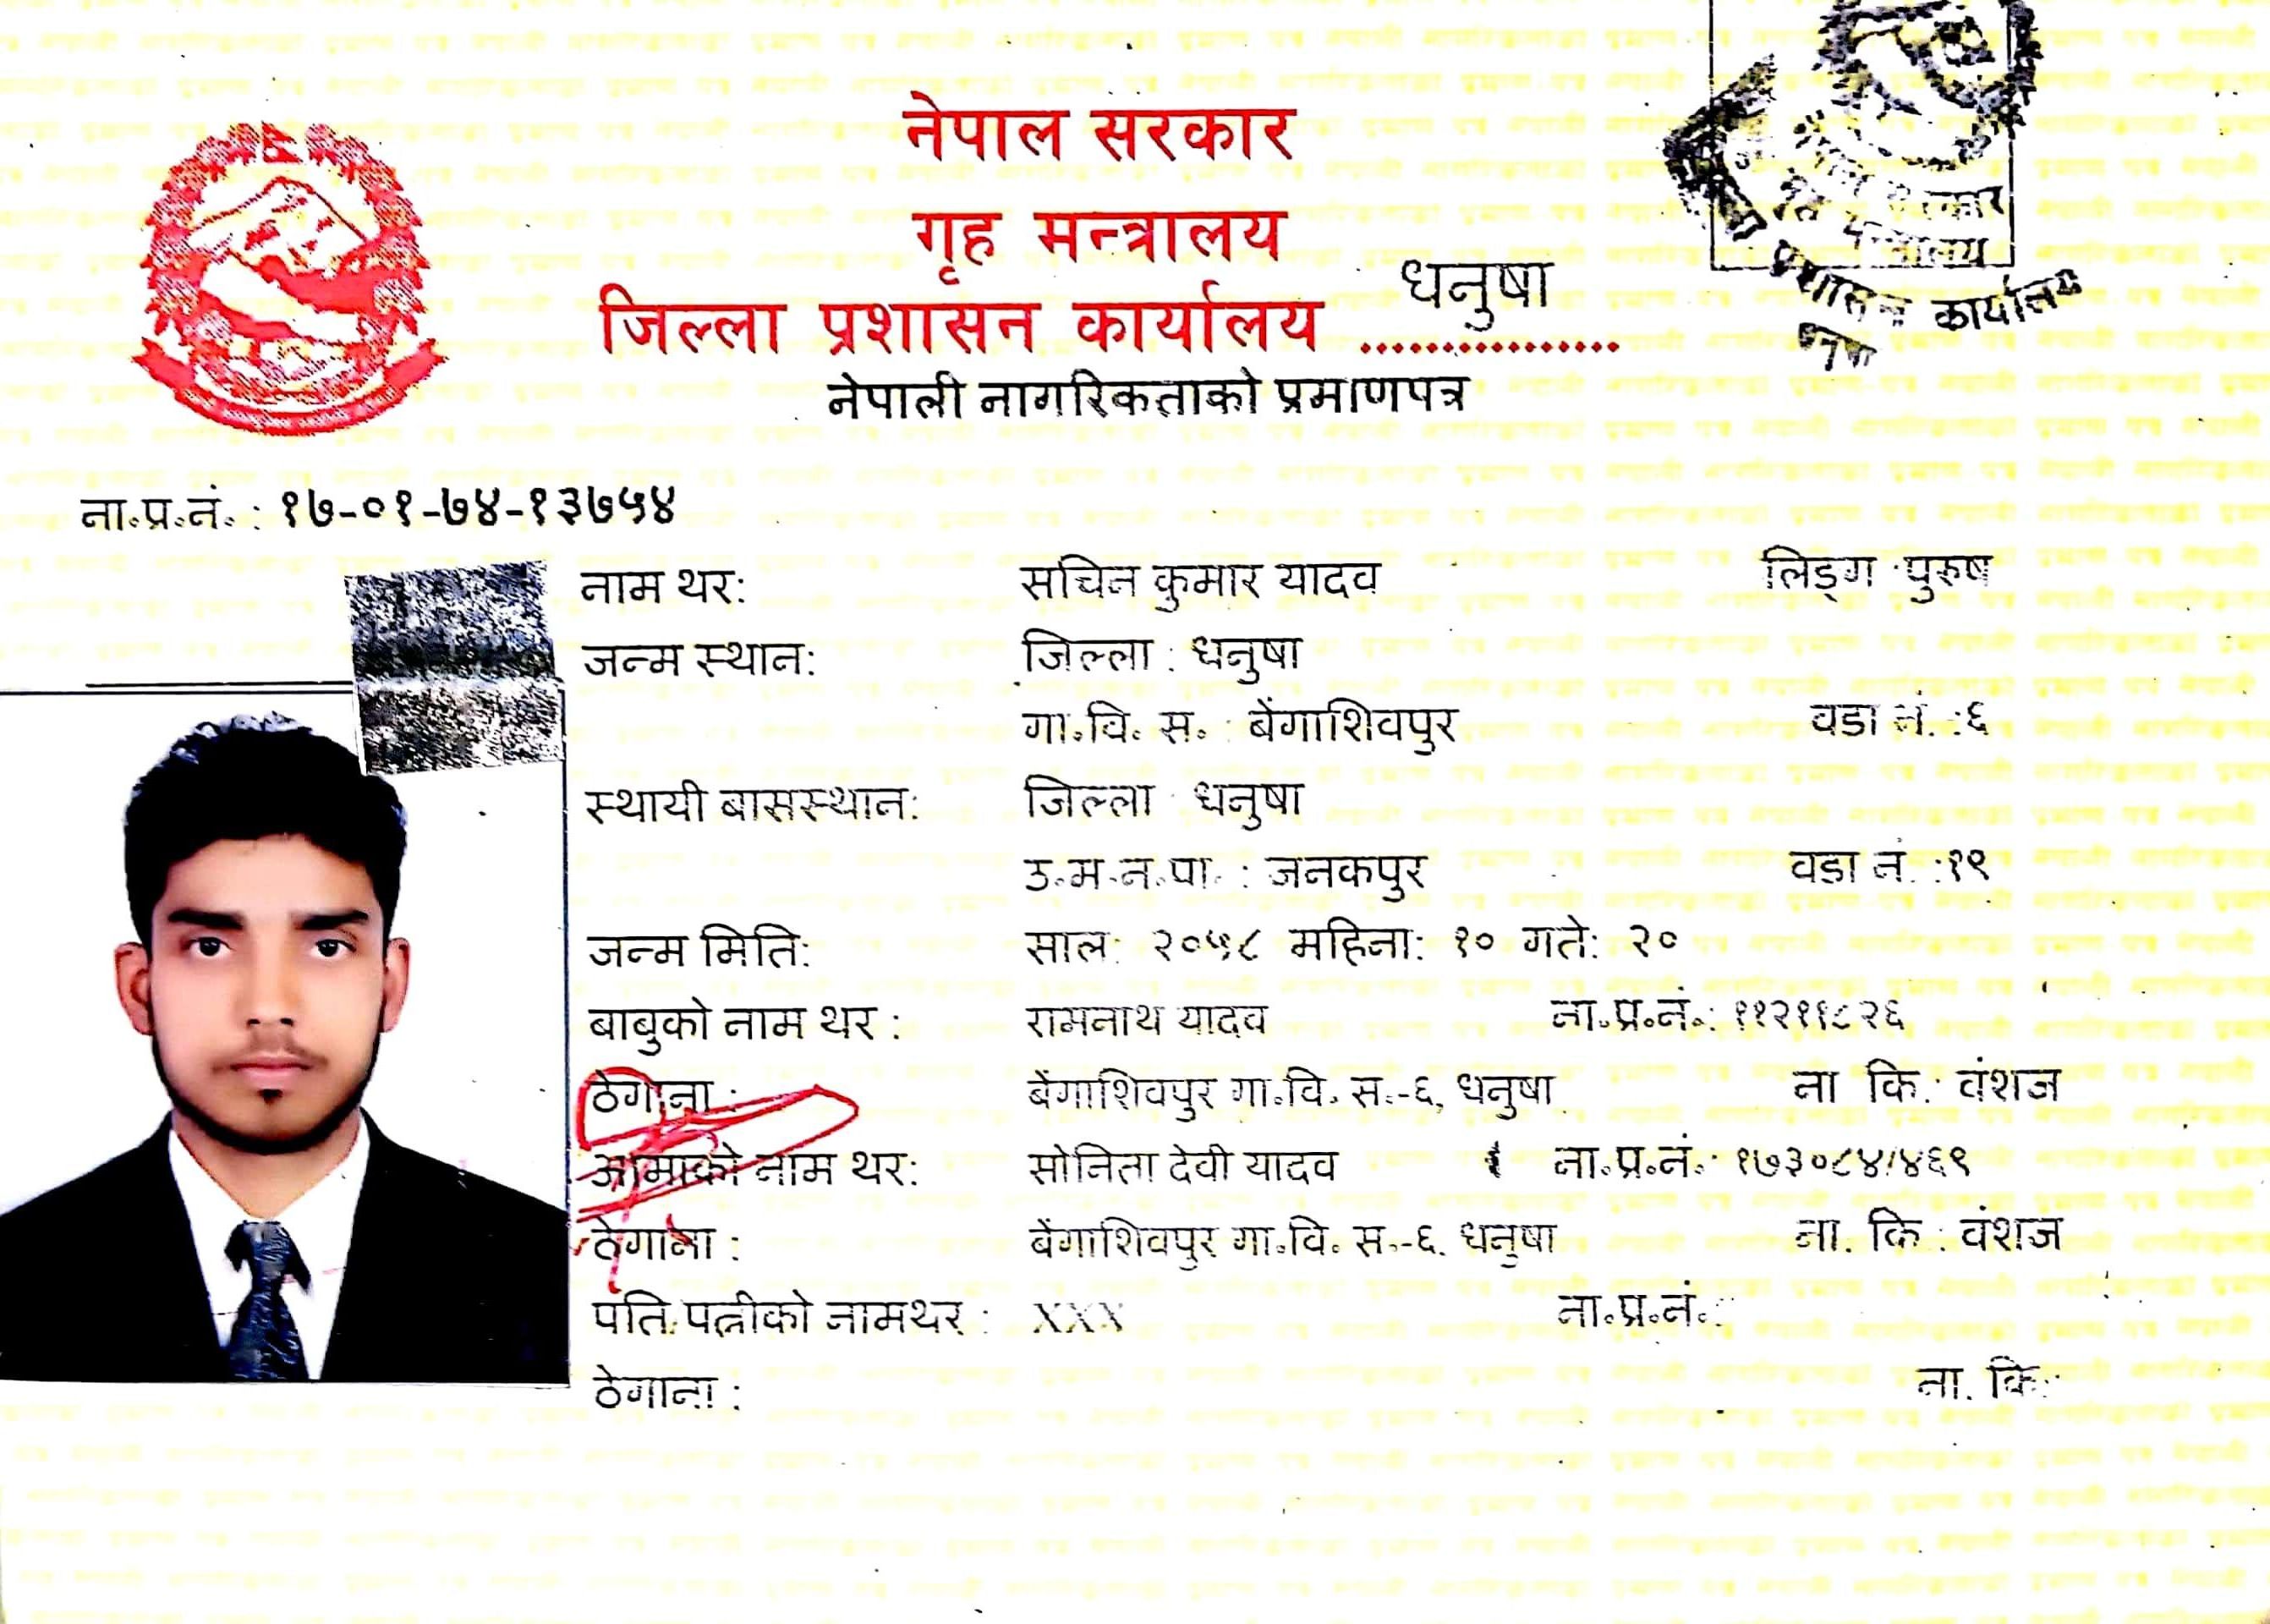 नेपाल सरकार
गृह मन्त्रालय
जिल्ला प्रशासन कार्यालय ................ धनुषा
नेपाली नागरिकताको प्रमाणपत्र
सरकार
मन्त्रालय
प्रशासन कार्यालय
ना.प्र.नं. : १७-०१-७४-१३७५४
नाम थर: सचिन कुमार यादव लिङ्ग पुरुष
जन्म स्थान: जिल्ला : धनुषा
गा.वि. स. : बेंगाशिवपुर वडा नं. :६
स्थायी बासस्थान: जिल्ला धनुषा
उ.म.न.पा. : जनकपुर वडा नं. :१९
जन्म मिति: साल: २०५८ महिना: १० गते: २०
बाबुको नाम थर : रामनाथ यादव ना.प्र.नं.: ११२११८२६
ठेगाना : बेंगाशिवपुर गा.वि. स.-६, धनुषा ना कि: वंशज
आमाको नाम थर: सोनिता देवी यादव ना.प्र.नं. १७३०८४/४६९
ठेगाना : बेंगाशिवपुर गा.वि. स.-६. धनुषा ना. कि : वंशज
पति/पत्नीको नामथर : XXX ना.प्र.नं.:
ठेगाना : ना. कि: